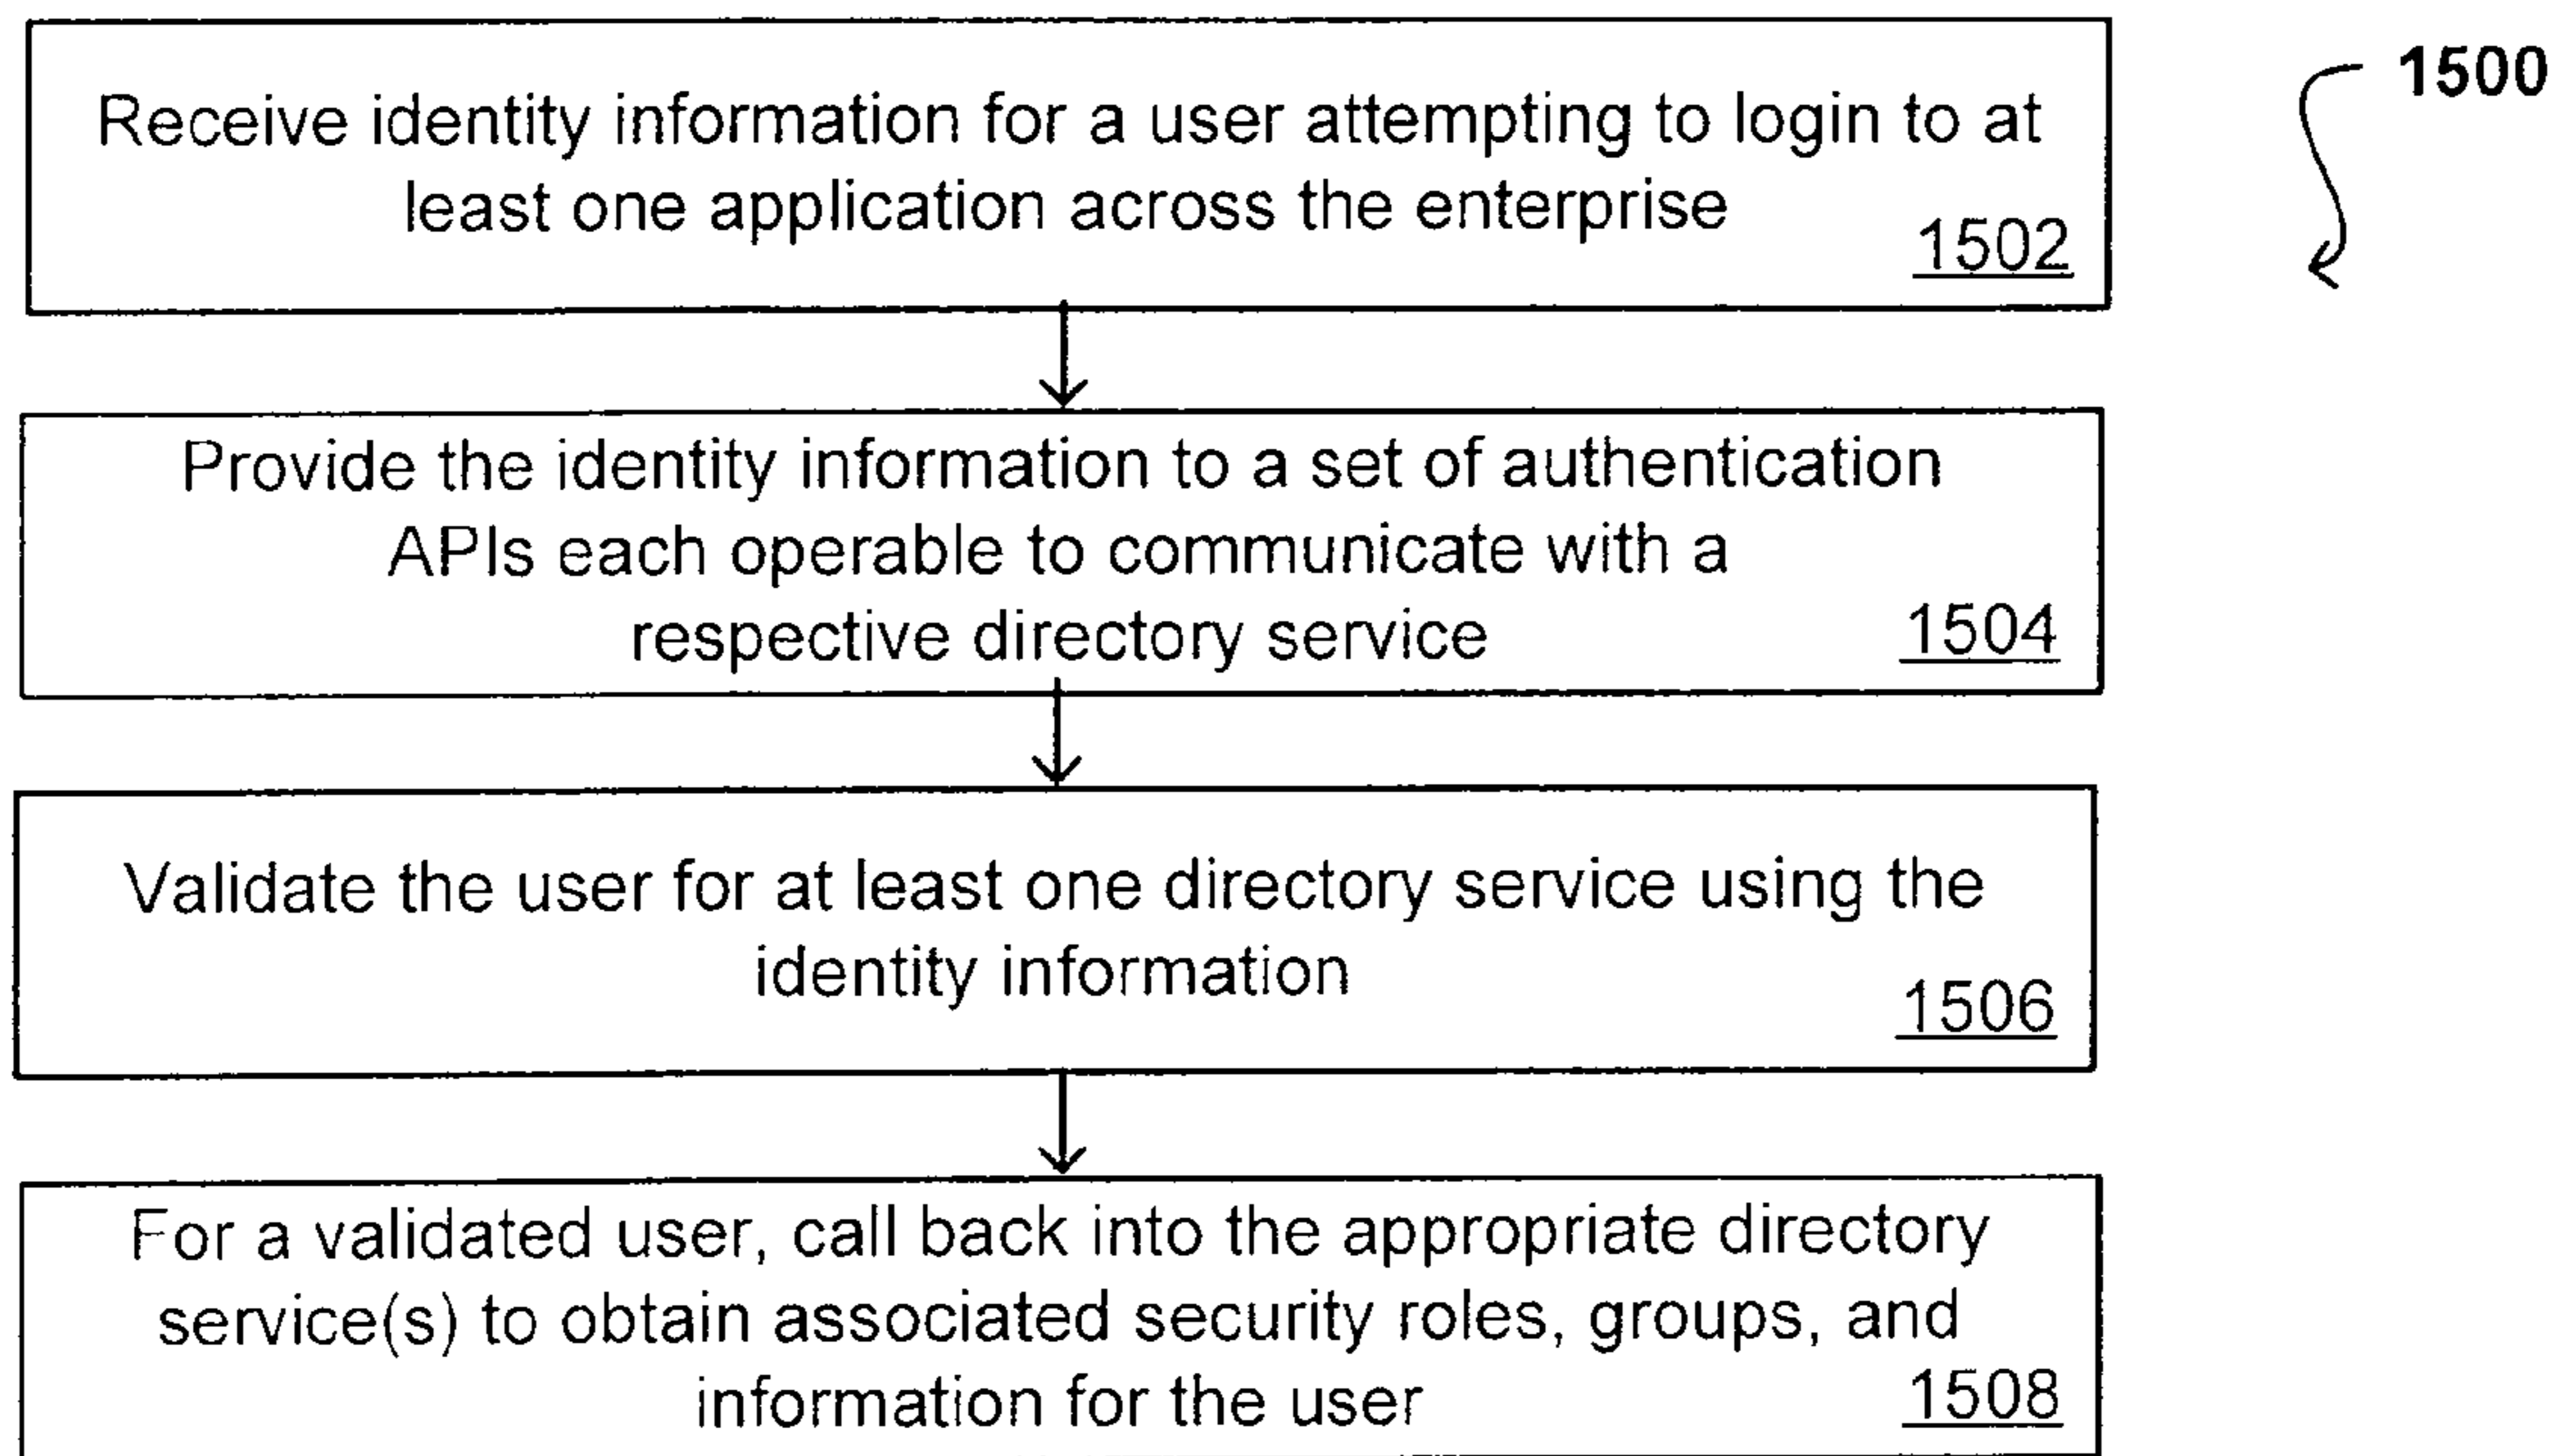 1500
Receive identity information for a user attempting to login to at
least one application across the enterprise
1502
Provide the identity information to a set of authentication
APIs each operable to communicate with a
respective directory service
1504
Validate the user for at least one directory service using the
identity information
1506
For a validated user, call back into the appropriate directory
service(s) to obtain associated security roles, groups, and
information for the user
1508